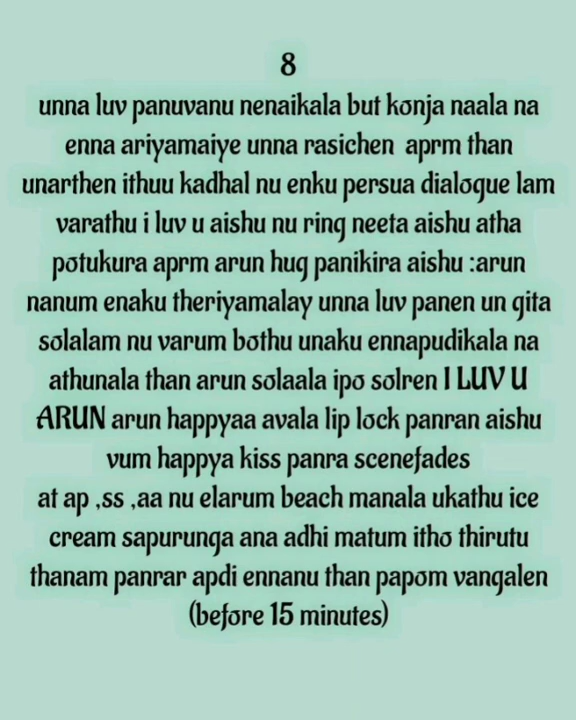 8
unna luv panuvanu nenaikala but konja naala na
enna ariyamaiye unna rasichen aprm than
unarthen ithuu kadhal nu enku persua dialogue lam
varathu i luv u aishu nu ring neeta aishu atha
potukura aprm arun hug panikira aishu :arun
nanum enaku theriyamalay unna luv panen un gita
solalam nu varum bothu unaku ennapudikala na
athunala than arun solaala ipo solren I LUV U
ARUN arun happyaa avala lip lock panran aishu
vum happya kiss panra scenefades
at ap ,ss ,aa nu elarum beach manala ukathu ice
cream sapurunga ana adhi matum itho thirutu
thanam panrar apdi ennanu than papom vangalen
(before 15 minutes)